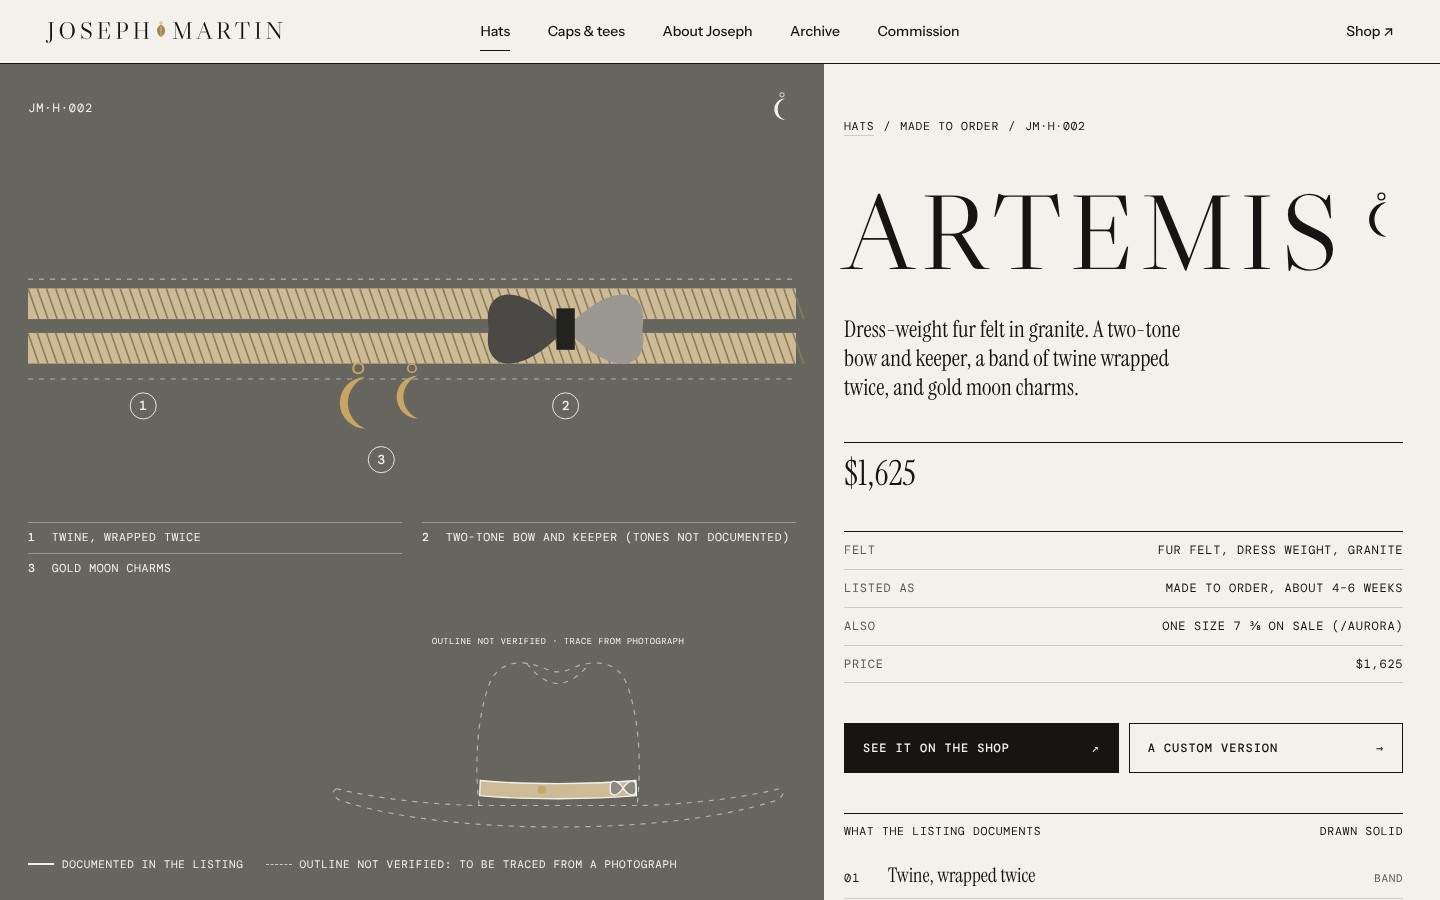 JOSEPH MARTIN
Hats
Caps & tees
About Joseph
Archive
Commission
Shop ↗
JM·H·002
1
2
3
1 TWINE, WRAPPED TWICE
2 TWO-TONE BOW AND KEEPER (TONES NOT DOCUMENTED)
3 GOLD MOON CHARMS
OUTLINE NOT VERIFIED · TRACE FROM PHOTOGRAPH
DOCUMENTED IN THE LISTING
OUTLINE NOT VERIFIED: TO BE TRACED FROM A PHOTOGRAPH
HATS / MADE TO ORDER / JM·H·002
ARTEMIS
Dress-weight fur felt in granite. A two-tone
bow and keeper, a band of twine wrapped
twice, and gold moon charms.
$1,625
FELT FUR FELT, DRESS WEIGHT, GRANITE
LISTED AS MADE TO ORDER, ABOUT 4–6 WEEKS
ALSO ONE SIZE 7 ⅜ ON SALE (/AURORA)
PRICE $1,625
SEE IT ON THE SHOP ↗
A CUSTOM VERSION →
WHAT THE LISTING DOCUMENTS DRAWN SOLID
01 Twine, wrapped twice BAND